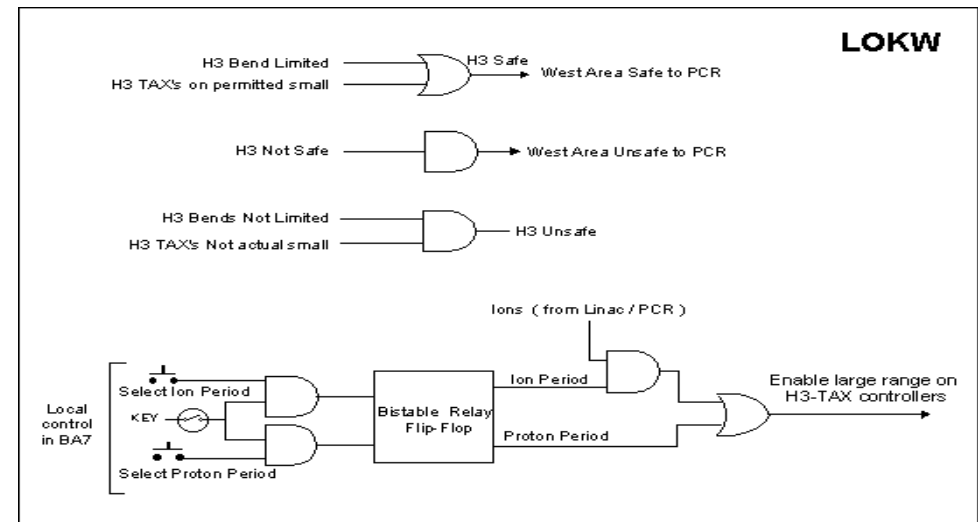 LOKW
H3 Bend Limited
H3 Safe
H3 TAX's on permitted small
West Area Safe to PCR
H3 Not Safe
West Area Unsafe to PCR
H3 Bends Not Limited
H3 TAX's Not actual small
H3 Unsafe
Ions ( from Linac / PCR )
Select Ion Period
Ion Period
Enable large range on
H3-TAX controllers
Local
control
in BA7
KEY
Bistable Relay
Flip-Flop
Proton Period
Select Proton Period